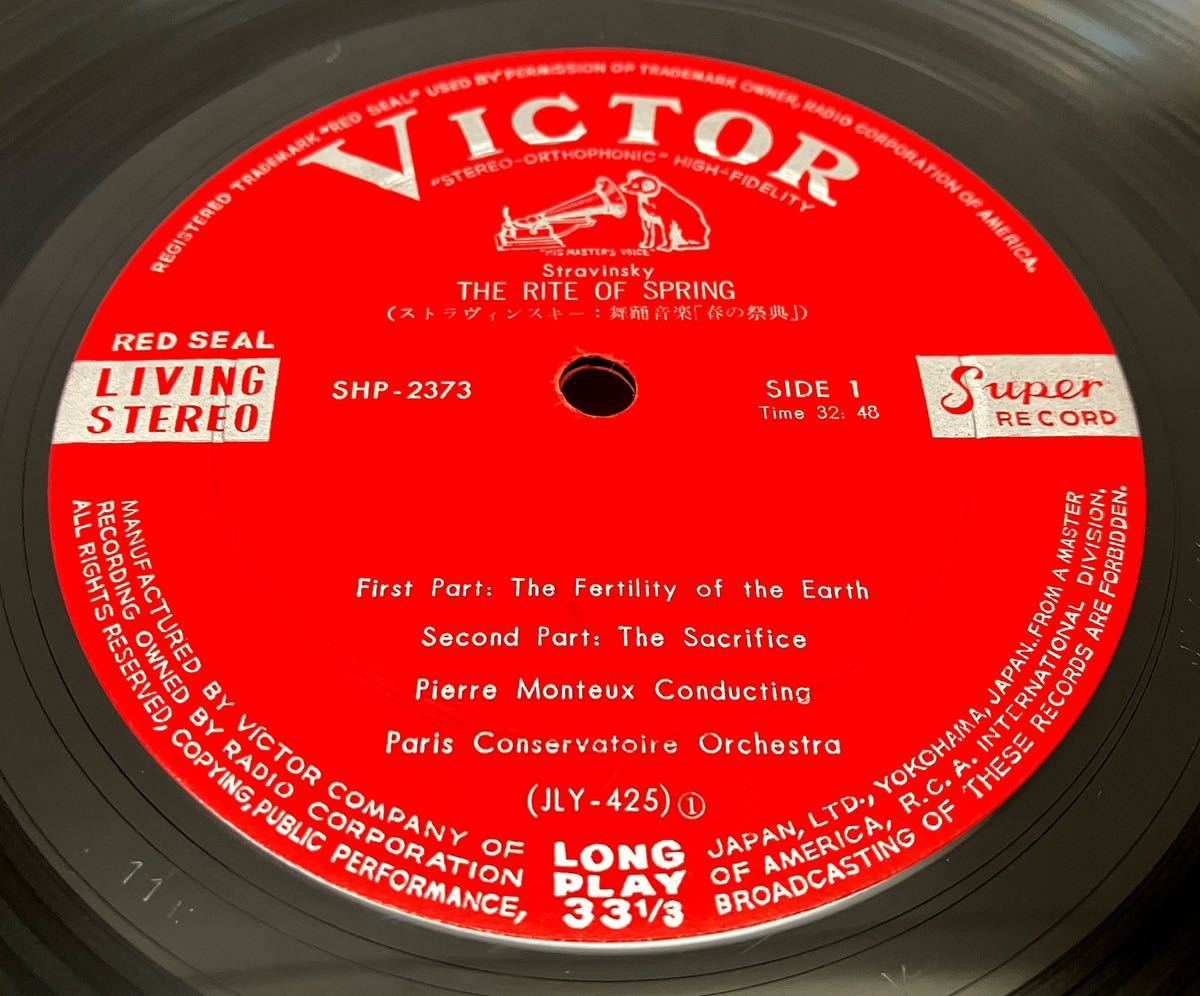 REGISTERED TRADEMARK "RED SEAL" USED BY PERMISSION OF TRADEMARK OWNER, RADIO CORPORATION OF AMERICA.
VICTOR
"STEREO-ORTHOPHONIC" HIGH-FIDELITY
"HIS MASTER'S VOICE"
Stravinsky
THE RITE OF SPRING
(ストラヴィンスキー：舞踊音楽「春の祭典」)
RED SEAL
LIVING
STEREO
SHP-2373
SIDE 1
Time 32: 48
Super
RECORD
First Part: The Fertility of the Earth
Second Part: The Sacrifice
Pierre Monteux Conducting
Paris Conservatoire Orchestra
(JLY-425) ①
MANUFACTURED BY VICTOR COMPANY OF JAPAN, LTD., YOKOHAMA, JAPAN. FROM A MASTER
RECORDING OWNED BY RADIO CORPORATION OF AMERICA, R.C.A. INTERNATIONAL DIVISION,
ALL RIGHTS RESERVED, COPYING, PUBLIC PERFORMANCE, BROADCASTING OF THESE RECORDS ARE FORBIDDEN.
LONG
PLAY
33 1/3